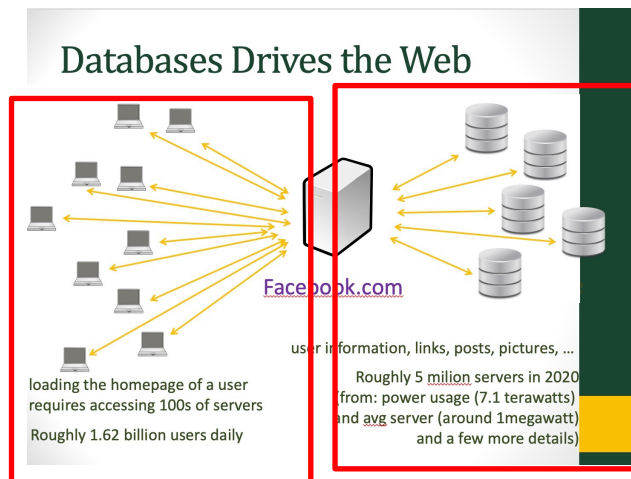 Databases Drives the Web
Facebook.com
user information, links, posts, pictures, ...
loading the homepage of a user
requires accessing 100s of servers
Roughly 1.62 billion users daily
Roughly 5 milion servers in 2020
(from: power usage (7.1 terawatts)
and avg server (around 1megawatt)
and a few more details)